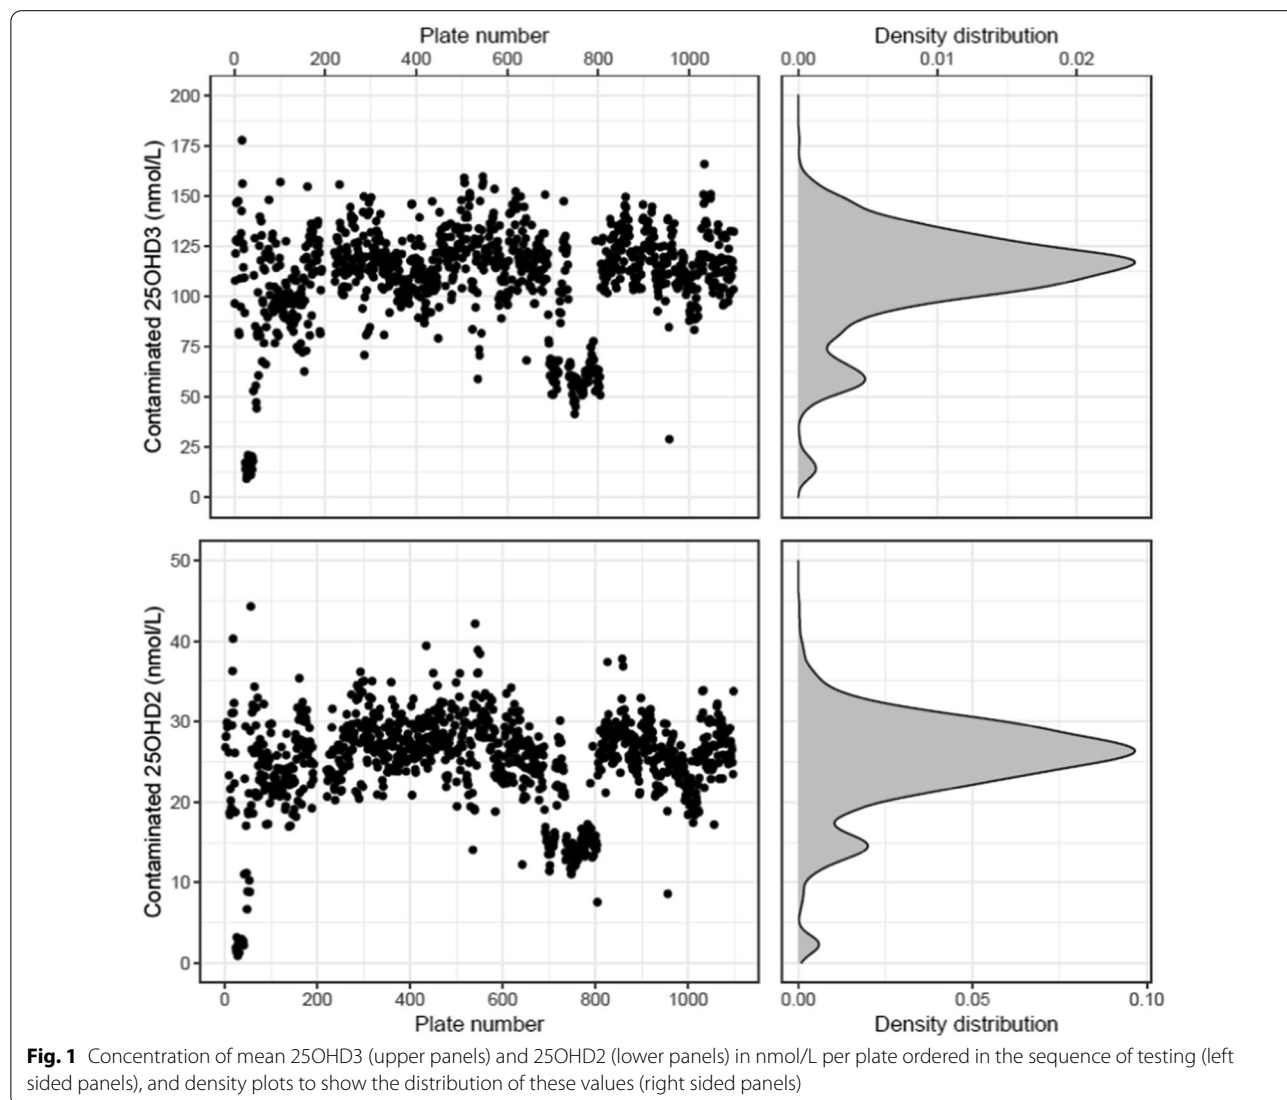 Plate number
Density distribution
0 200 400 600 800 1000
0.00 0.01 0.02
Contaminated 25OHD3 (nmol/L)
200
175
150
125
100
75
50
25
0
Contaminated 25OHD2 (nmol/L)
50
40
30
20
10
0
0 200 400 600 800 1000
0.00 0.05 0.10
Plate number
Density distribution
Fig. 1 Concentration of mean 25OHD3 (upper panels) and 25OHD2 (lower panels) in nmol/L per plate ordered in the sequence of testing (left
sided panels), and density plots to show the distribution of these values (right sided panels)